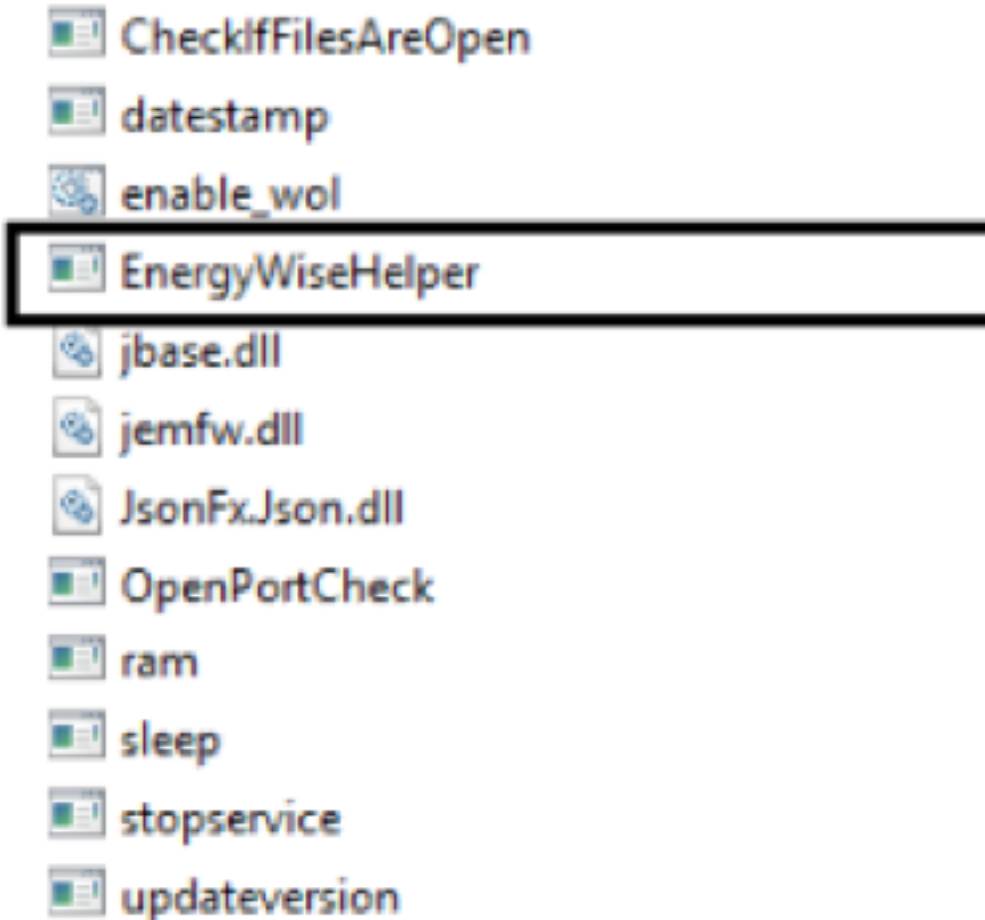 CheckIfFilesAreOpen
datestamp
enable_wol
EnergyWiseHelper
jbase.dll
jemfw.dll
JsonFx.Json.dll
OpenPortCheck
ram
sleep
stopservice
updateversion